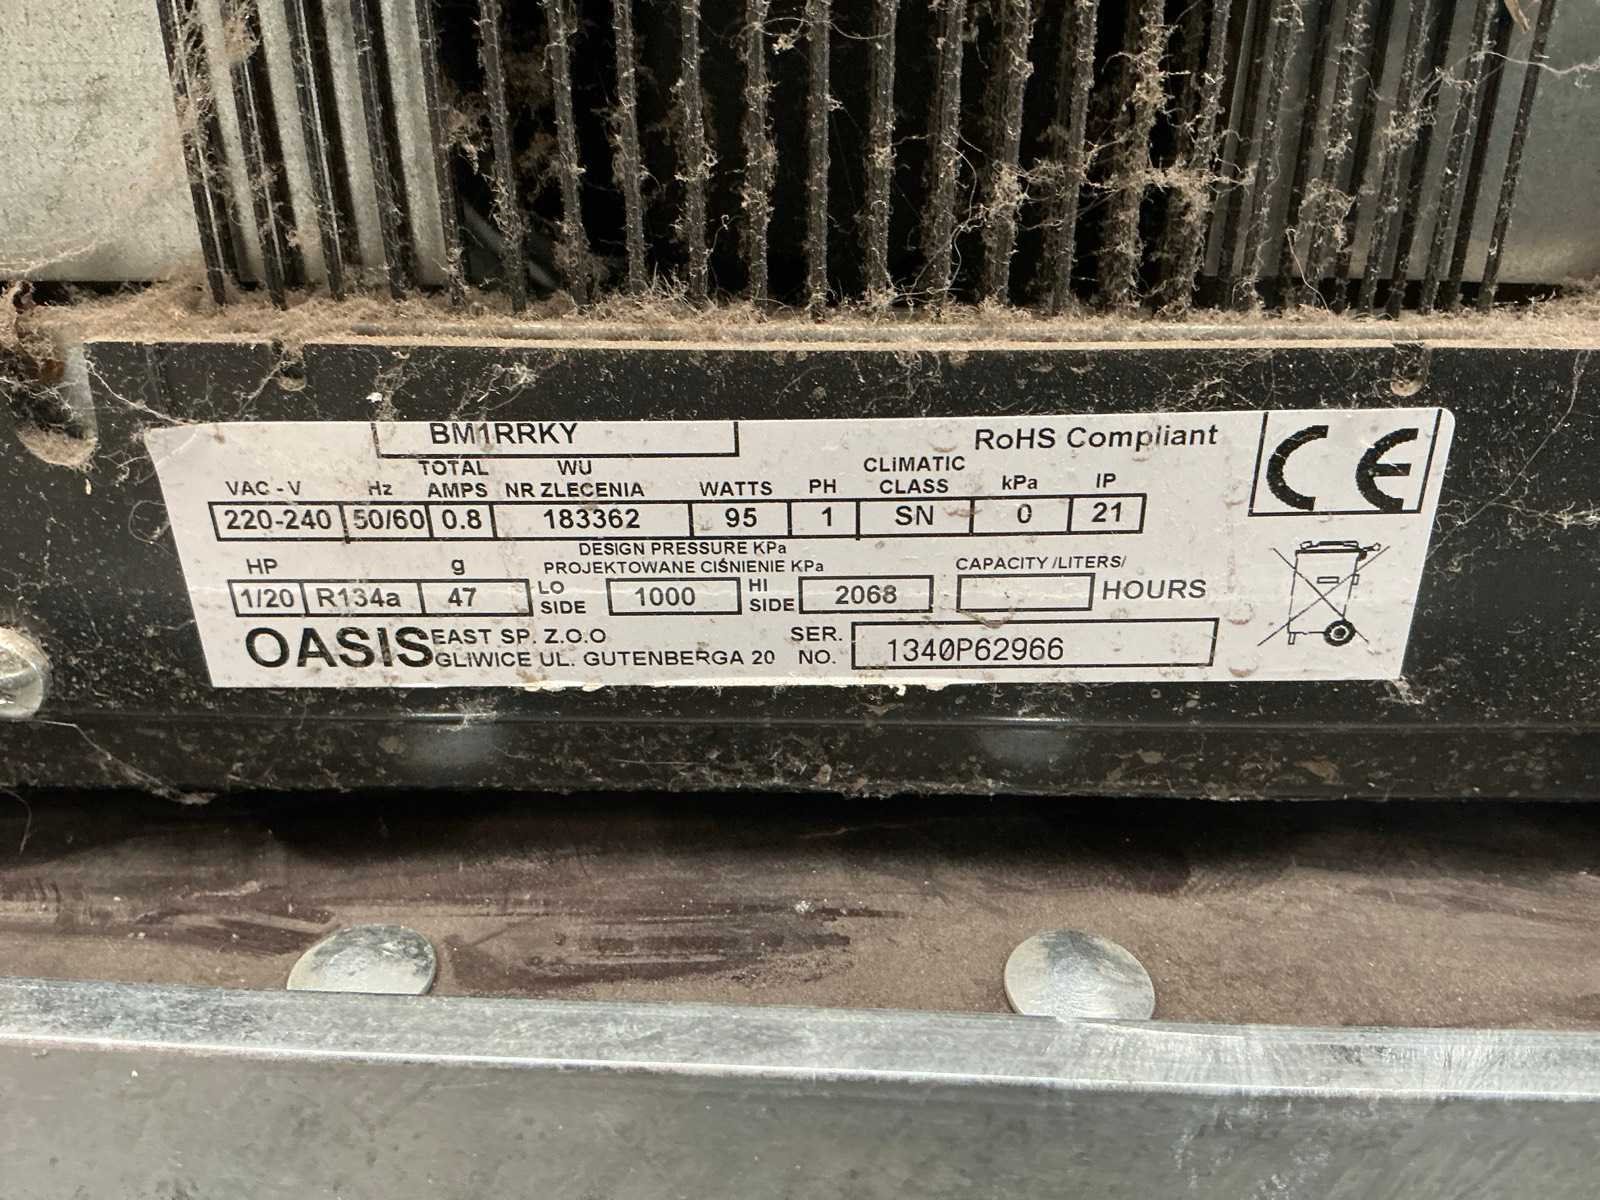 BM1RRKY RoHS Compliant CE
VAC - V Hz TOTAL AMPS WU NR ZLECENIA WATTS PH CLiMATIC CLASS kPa IP
220-240 50/60 0.8 183362 95 1 SN 0 21
HP g DESIGN PRESSURE KPa PROJEKTOWANE CIŚNIENIE KPa CAPACITY /LITERS/
1/20 R134a 47 LO SIDE 1000 HI SIDE 2068 HOURS
OASIS EAST SP. Z.O.O SER. NO. 1340P62966
GLIWICE UL. GUTENBERGA 20